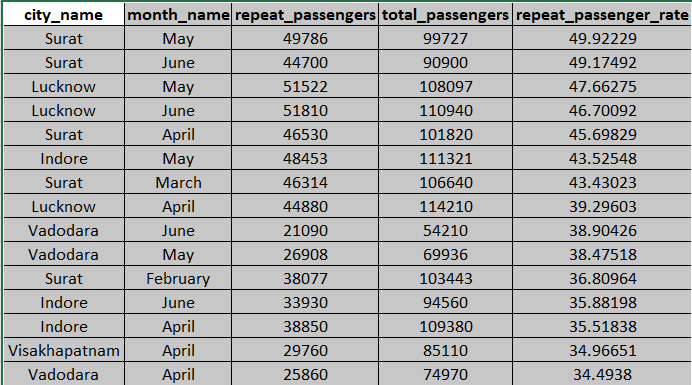 city_name month_name repeat_passengers total_passengers repeat_passenger_rate
Surat May 49786 99727 49.92229
Surat June 44700 90900 49.17492
Lucknow May 51522 108097 47.66275
Lucknow June 51810 110940 46.70092
Surat April 46530 101820 45.69829
Indore May 48453 111321 43.52548
Surat March 46314 106640 43.43023
Lucknow April 44880 114210 39.29603
Vadodara June 21090 54210 38.90426
Vadodara May 26908 69936 38.47518
Surat February 38077 103443 36.80964
Indore June 33930 94560 35.88198
Indore April 38850 109380 35.51838
Visakhapatnam April 29760 85110 34.96651
Vadodara April 25860 74970 34.4938